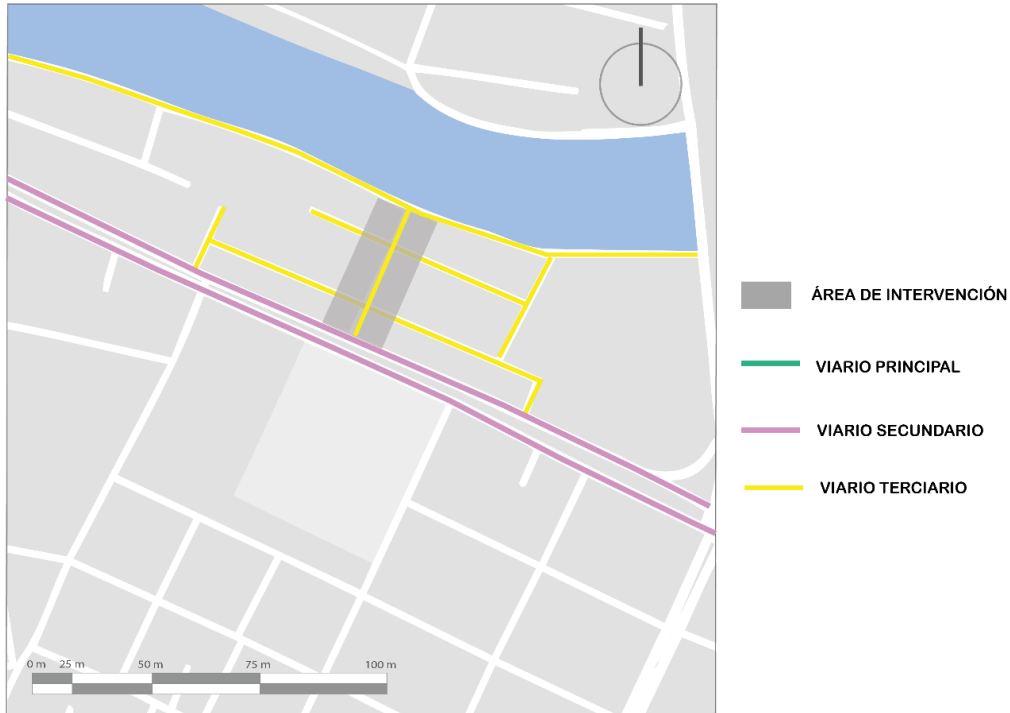 ÁREA DE INTERVENCIÓN
VIARIO PRINCIPAL
VIARIO SECUNDARIO
VIARIO TERCIARIO
0 m 25 m 50 m 75 m 100 m